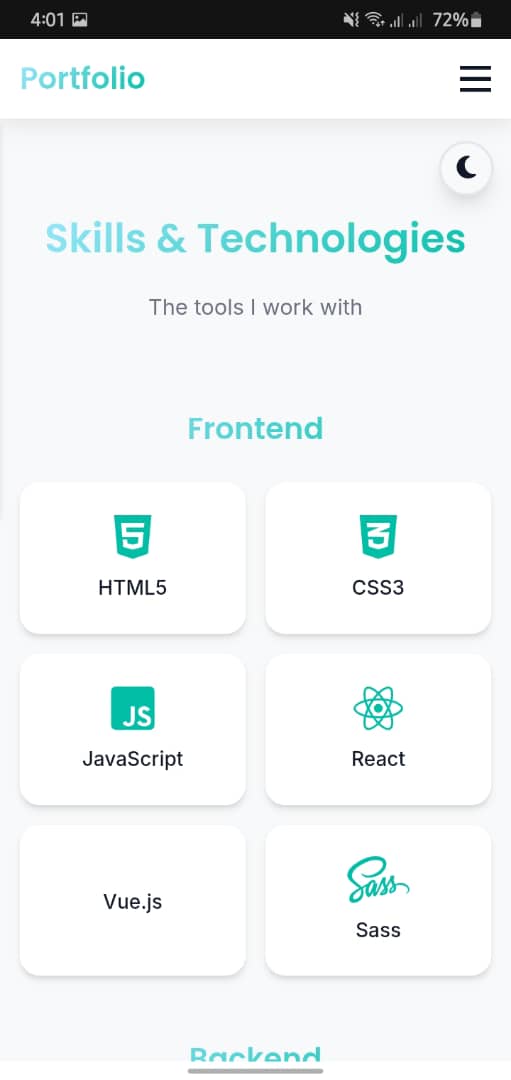 4:01 72%
Portfolio
Skills & Technologies
The tools I work with
Frontend
5 3
HTML5 CSS3
JS
JavaScript React
Sass
Vue.js
Sass
Backend